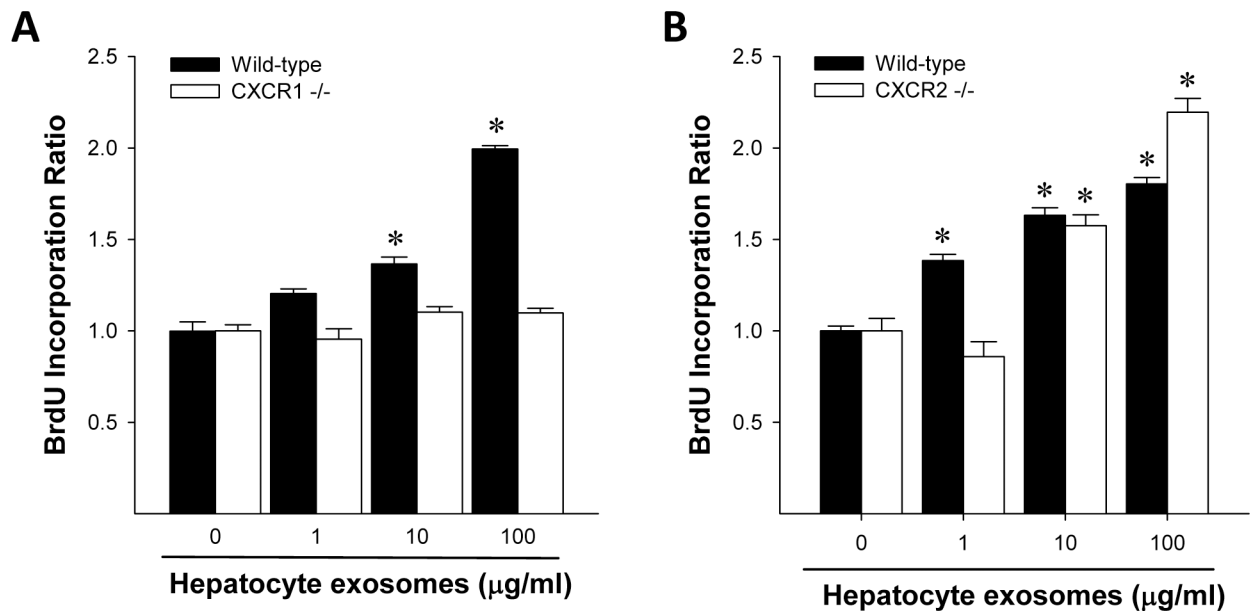 A
Wild-type
CXCR1 -/-
BrdU Incorporation Ratio
2.5
2.0
1.5
1.0
0.5
*
*
0 1 10 100
Hepatocyte exosomes (μg/ml)
B
Wild-type
CXCR2 -/-
BrdU Incorporation Ratio
2.5
2.0
1.5
1.0
0.5
*
*
*
*
*
0 1 10 100
Hepatocyte exosomes (μg/ml)